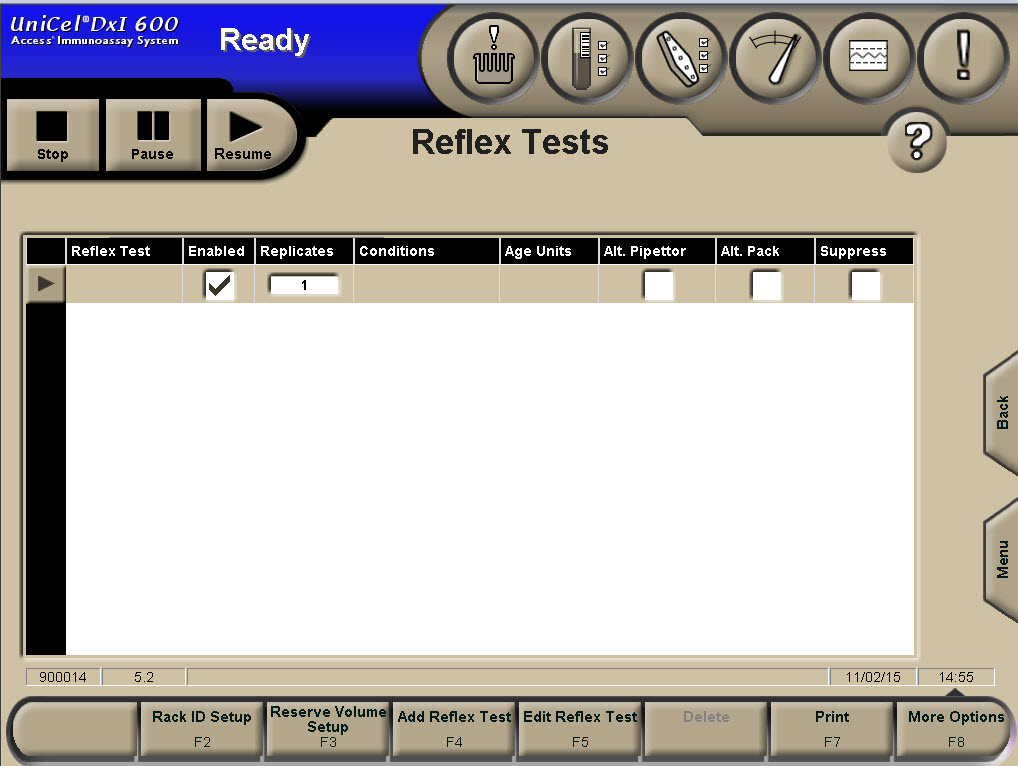 UniCel®DxI 600
Access® Immunoassay System
Ready
Stop
Pause
Resume
Reflex Tests
?
Reflex Test Enabled Replicates Conditions Age Units Alt. Pipettor Alt. Pack Suppress
1
Back
Menu
900014 5.2 11/02/15 14:55
Rack ID Setup
F2
Reserve Volume
Setup
F3
Add Reflex Test
F4
Edit Reflex Test
F5
Delete
Print
F7
More Options
F8